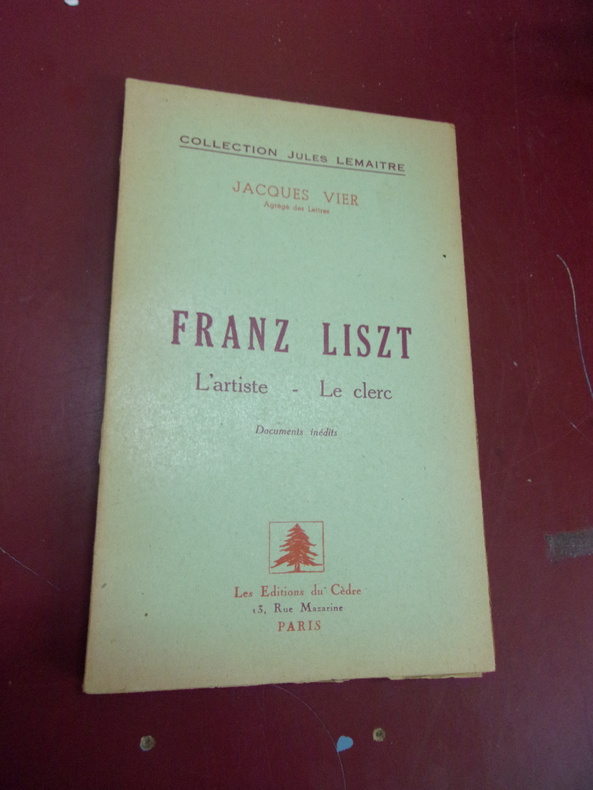 COLLECTION JULES LEMAITRE
JACQUES VIER
Agrégé des Lettres
FRANZ LISZT
L'artiste - Le clerc
Documents inédits
Les Editions du Cèdre
13, Rue Mazarine
PARIS